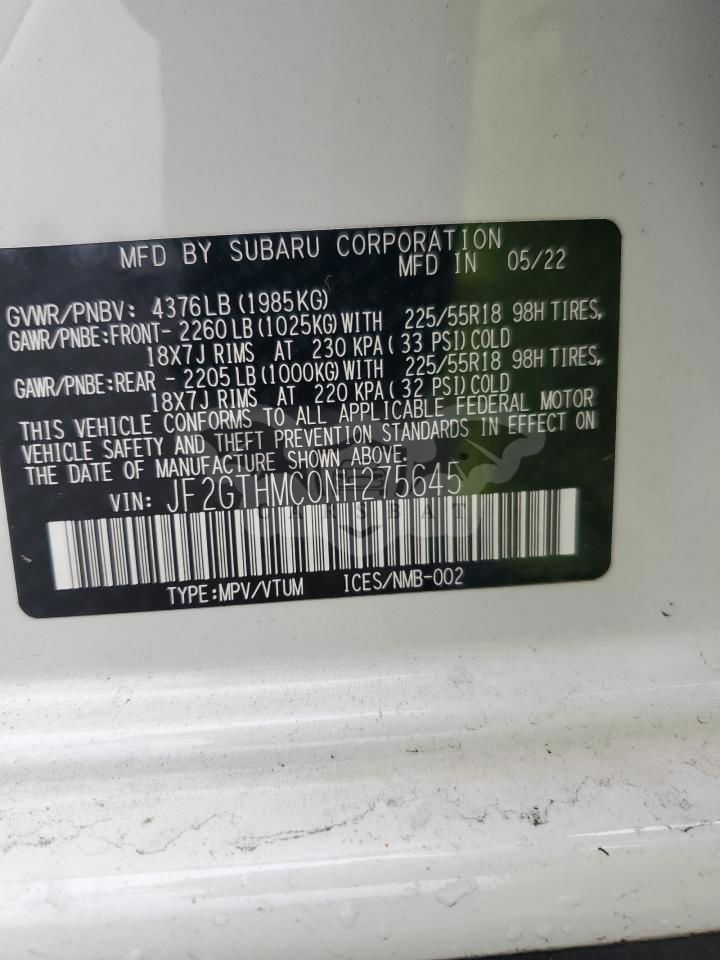 MFD BY SUBARU CORPORATION
MFD IN 05/22
GVWR/PNBV: 4376LB(1985KG)
GAWR/PNBE:FRONT- 2260LB(1025KG)WITH 225/55R18 98H TIRES,
18X7J RIMS AT 230 KPA(33 PSI)COLD
GAWR/PNBE:REAR - 2205LB(1000KG)WITH 225/55R18 98H TIRES,
18X7J RIMS AT 220 KPA(32 PSI)COLD
THIS VEHICLE CONFORMS TO ALL APPLICABLE FEDERAL MOTOR
VEHICLE SAFETY AND THEFT PREVENTION STANDARDS IN EFFECT ON
THE DATE OF MANUFACTURE SHOWN ABOVE.
VIN: JF2GTHMC0NH275645
CARSBAT
TYPE:MPV/VTUM ICES/NMB-002